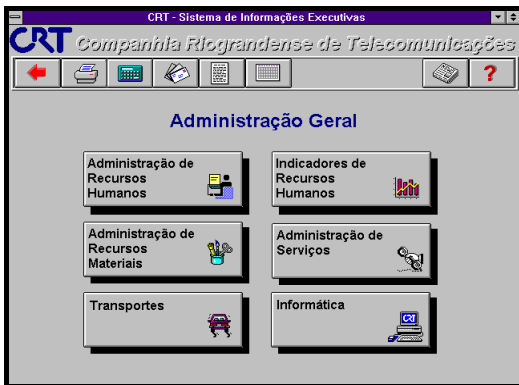 CRT - Sistema de Informações Executivas
CRT Companhia Riograndense de Telecomunicações
?
Administração Geral
Administração de
Recursos
Humanos
Indicadores de
Recursos
Humanos
Administração de
Recursos
Materiais
Administração de
Serviços
Transportes
Informática
CRT